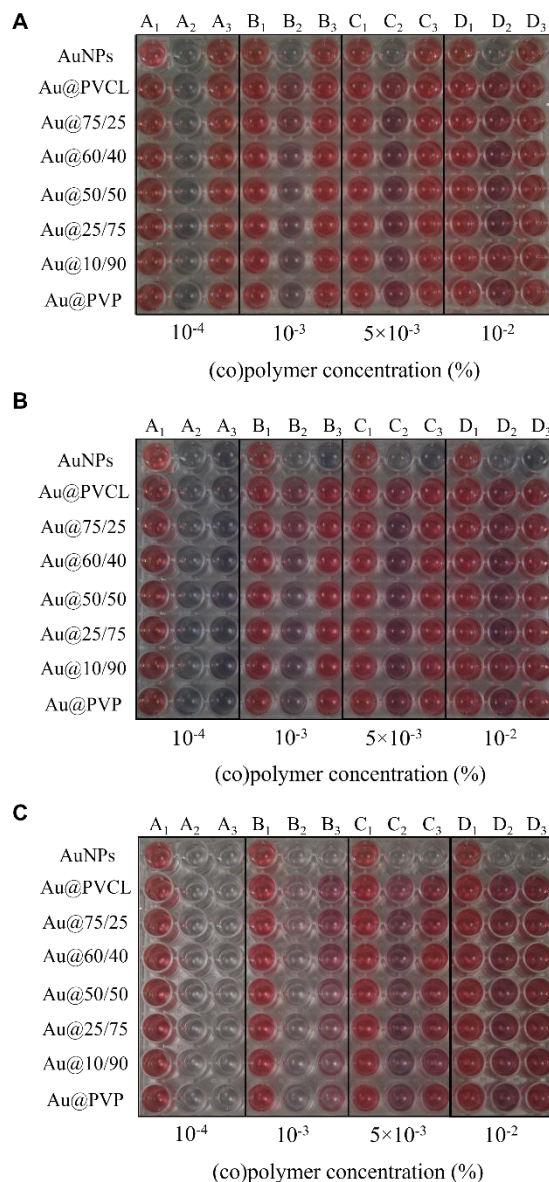 A
A₁ A₂ A₃ B₁ B₂ B₃ C₁ C₂ C₃ D₁ D₂ D₃
AuNPs
Au@PVCL
Au@75/25
Au@60/40
Au@50/50
Au@25/75
Au@10/90
Au@PVP
10⁻⁴ 10⁻³ 5×10⁻³ 10⁻²
(co)polymer concentration (%)
B
A₁ A₂ A₃ B₁ B₂ B₃ C₁ C₂ C₃ D₁ D₂ D₃
AuNPs
Au@PVCL
Au@75/25
Au@60/40
Au@50/50
Au@25/75
Au@10/90
Au@PVP
10⁻⁴ 10⁻³ 5×10⁻³ 10⁻²
(co)polymer concentration (%)
C
A₁ A₂ A₃ B₁ B₂ B₃ C₁ C₂ C₃ D₁ D₂ D₃
AuNPs
Au@PVCL
Au@75/25
Au@60/40
Au@50/50
Au@25/75
Au@10/90
Au@PVP
10⁻⁴ 10⁻³ 5×10⁻³ 10⁻²
(co)polymer concentration (%)